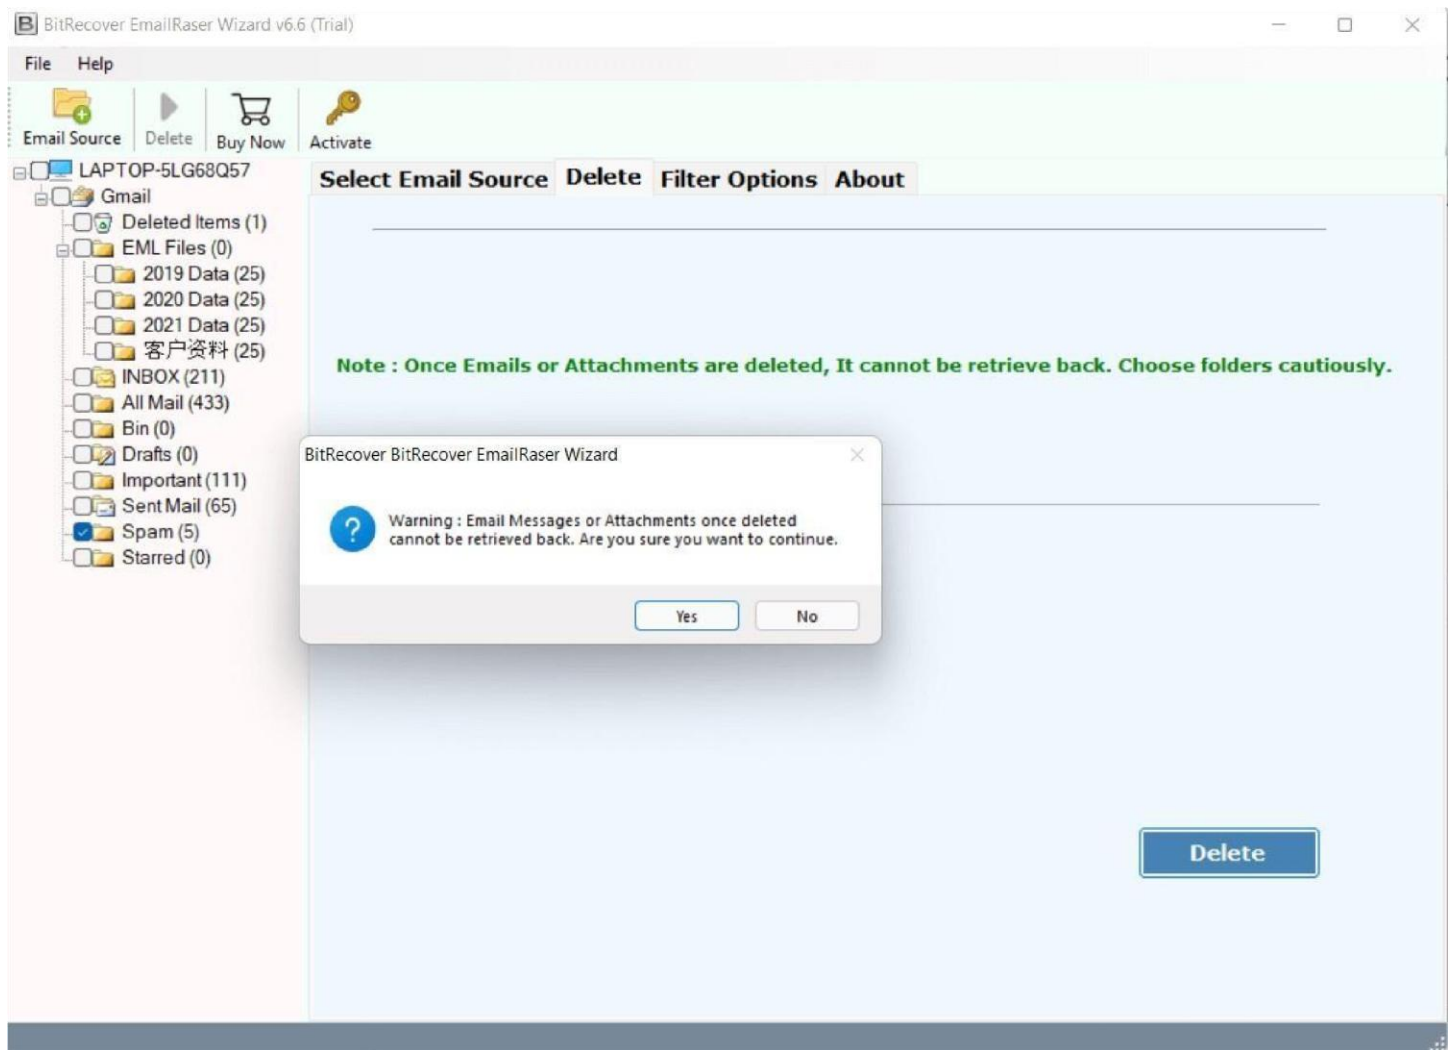 BitRecover EmailRaser Wizard v6.6 (Trial)
File Help
Email Source Delete Buy Now Activate
LAPTOP-5LG68Q57
Gmail
Deleted Items (1)
EML Files (0)
2019 Data (25)
2020 Data (25)
2021 Data (25)
客户资料 (25)
INBOX (211)
All Mail (433)
Bin (0)
Drafts (0)
Important (111)
Sent Mail (65)
Spam (5)
Starred (0)
Select Email Source Delete Filter Options About
Note : Once Emails or Attachments are deleted, It cannot be retrieve back. Choose folders cautiously.
BitRecover BitRecover EmailRaser Wizard
Warning : Email Messages or Attachments once deleted
cannot be retrieved back. Are you sure you want to continue.
Yes No
Delete